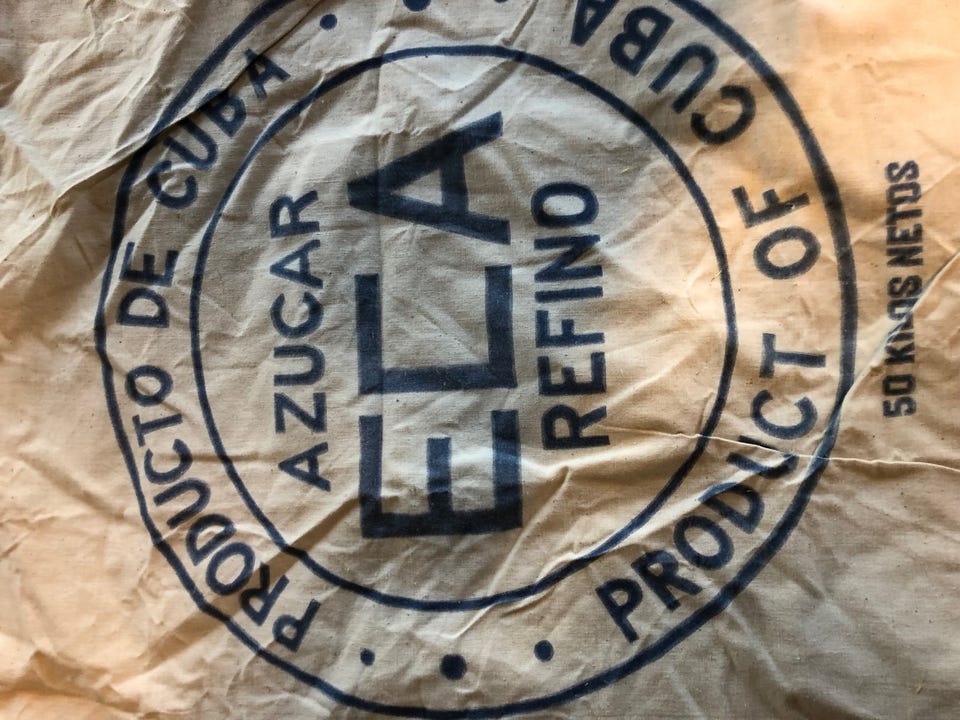 PRODUCTO DE CUBA
AZUCAR
ECA
REFINO
PRODUCT OF CUBA
50 KILOS NETOS